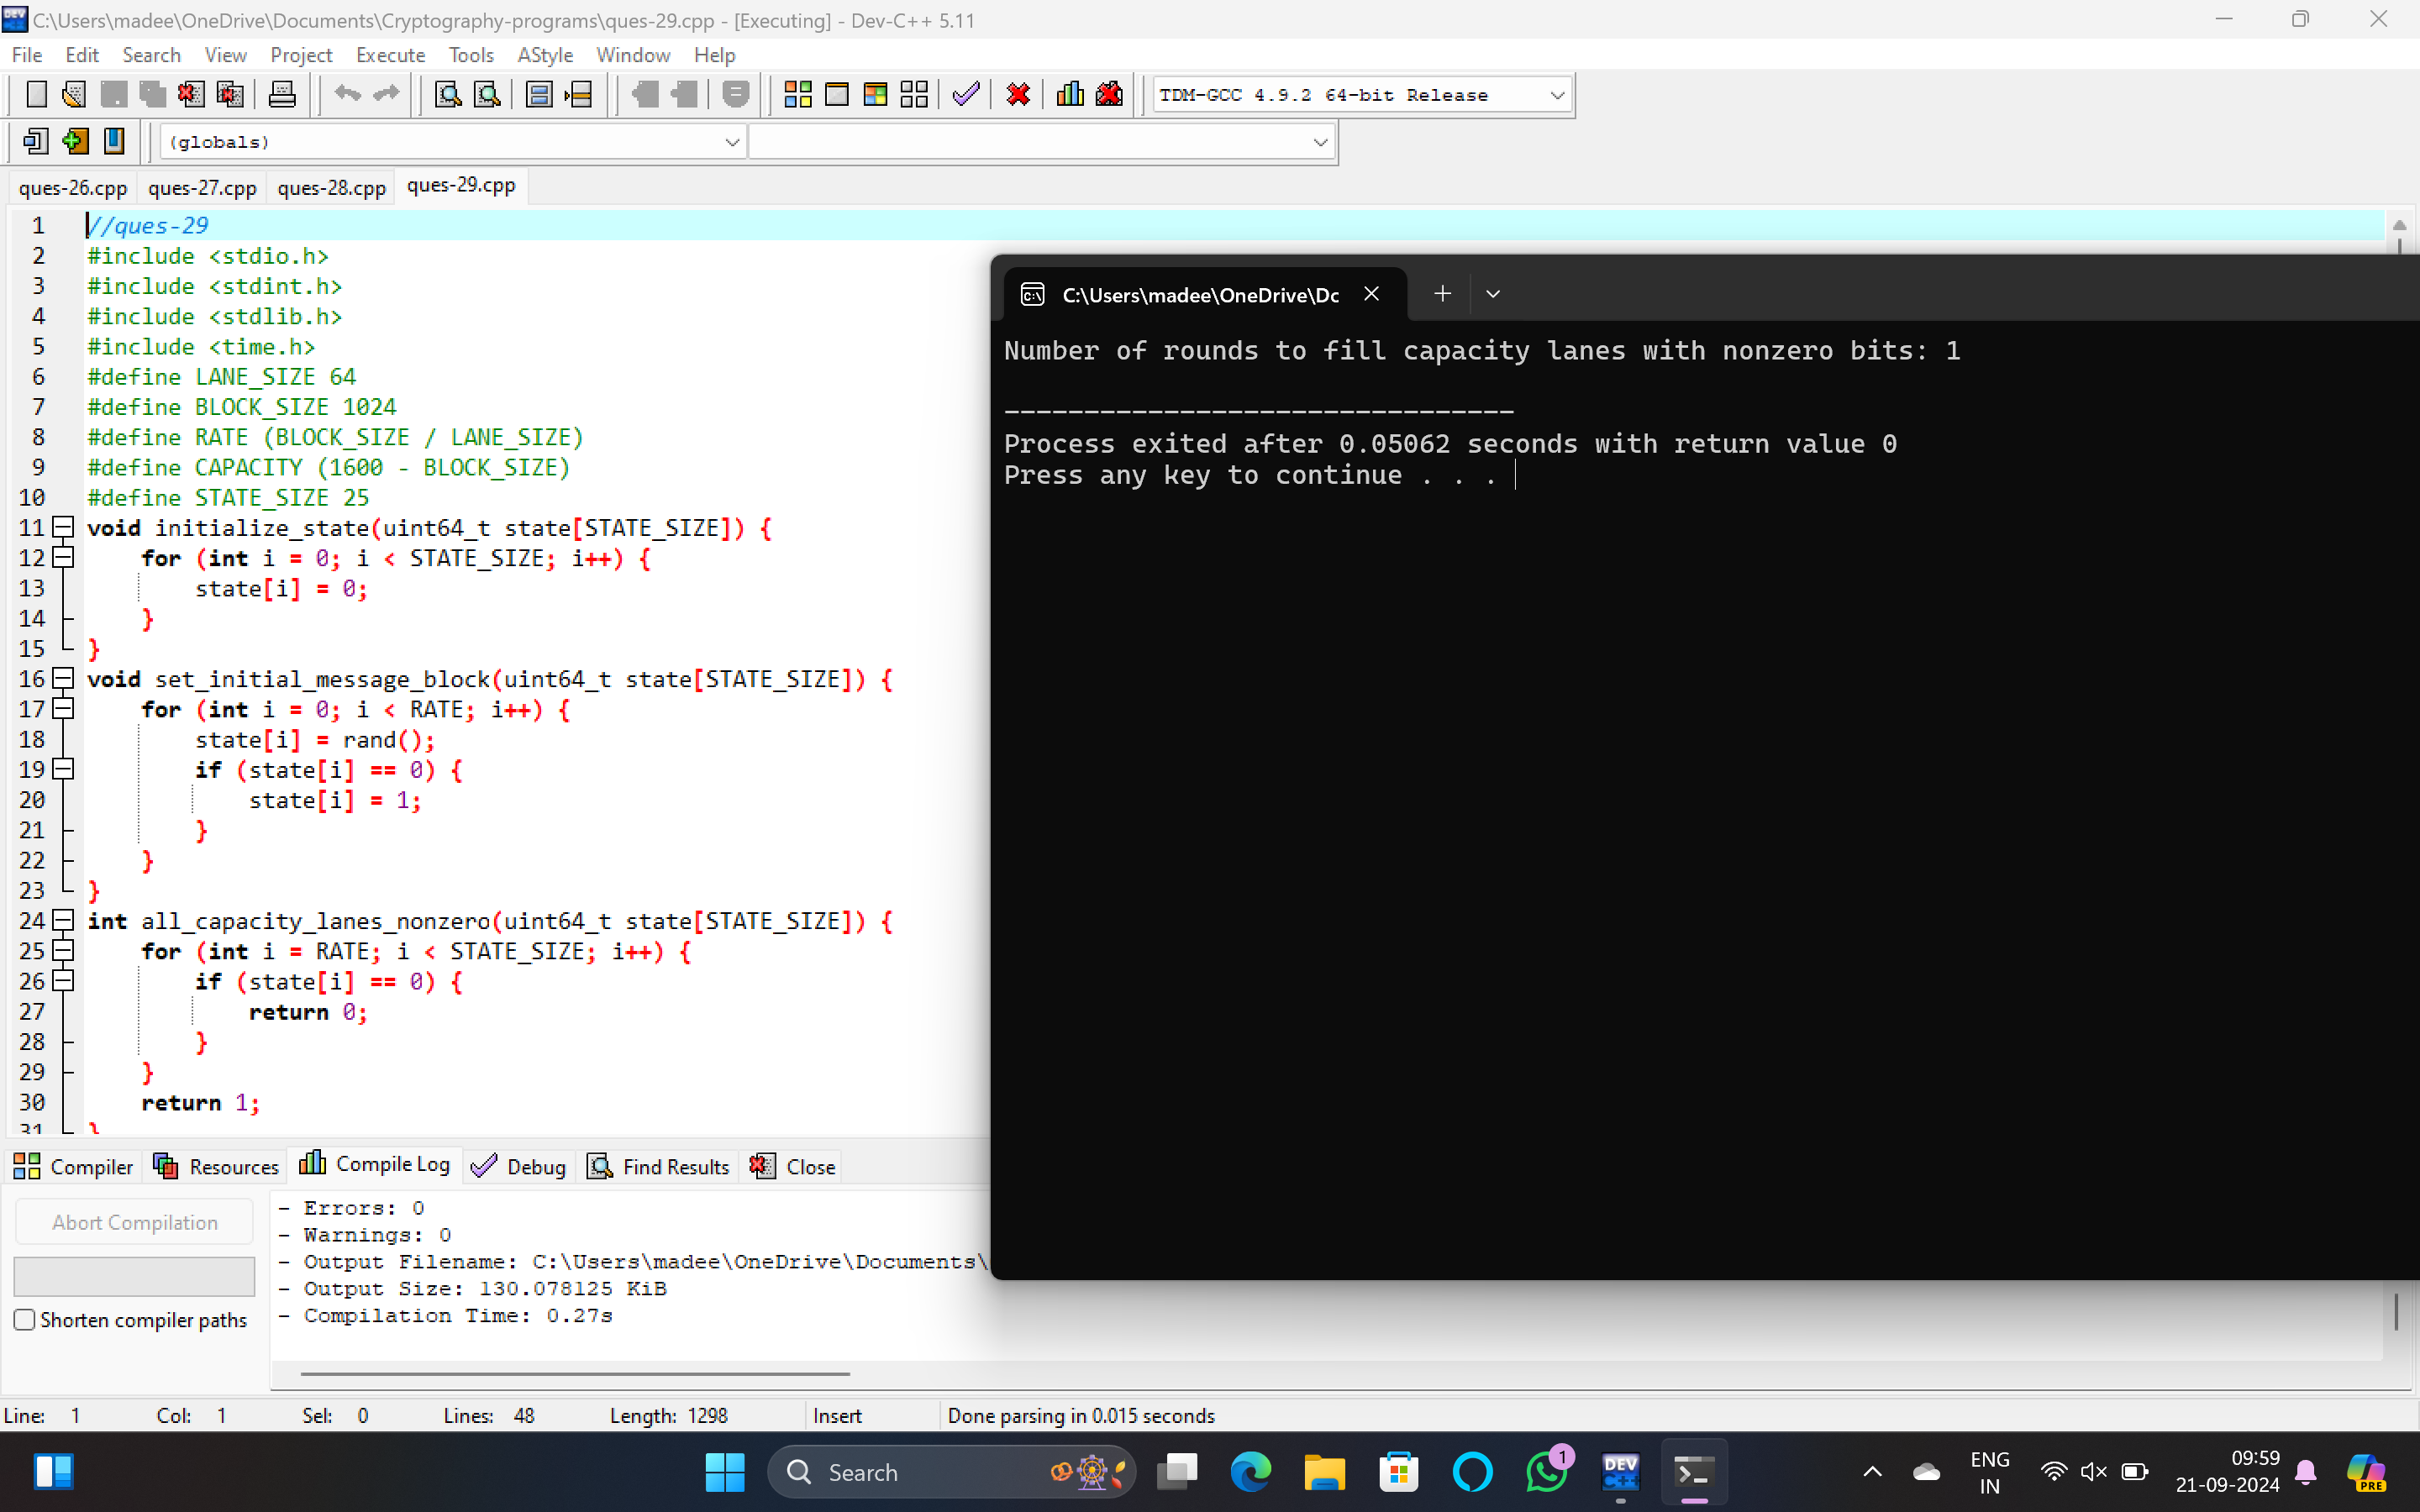 C:\Users\madee\OneDrive\Documents\Cryptography-programs\ques-29.cpp - [Executing] - Dev-C++ 5.11
File Edit Search View Project Execute Tools AStyle Window Help
TDM-GCC 4.9.2 64-bit Release
(globals)
ques-26.cpp ques-27.cpp ques-28.cpp ques-29.cpp
1 //ques-29
2 #include <stdio.h>
3 #include <stdint.h>
4 #include <stdlib.h>
5 #include <time.h>
6 #define LANE_SIZE 64
7 #define BLOCK_SIZE 1024
8 #define RATE (BLOCK_SIZE / LANE_SIZE)
9 #define CAPACITY (1600 - BLOCK_SIZE)
10 #define STATE_SIZE 25
11 void initialize_state(uint64_t state[STATE_SIZE]) {
12 for (int i = 0; i < STATE_SIZE; i++) {
13 state[i] = 0;
14 }
15 }
16 void set_initial_message_block(uint64_t state[STATE_SIZE]) {
17 for (int i = 0; i < RATE; i++) {
18 state[i] = rand();
19 if (state[i] == 0) {
20 state[i] = 1;
21 }
22 }
23 }
24 int all_capacity_lanes_nonzero(uint64_t state[STATE_SIZE]) {
25 for (int i = RATE; i < STATE_SIZE; i++) {
26 if (state[i] == 0) {
27 return 0;
28 }
29 }
30 return 1;
31 }
C:\Users\madee\OneDrive\Dc
Number of rounds to fill capacity lanes with nonzero bits: 1
--------------------------------
Process exited after 0.05062 seconds with return value 0
Press any key to continue . . .
Compiler Resources Compile Log Debug Find Results Close
Abort Compilation
Shorten compiler paths
- Errors: 0
- Warnings: 0
- Output Filename: C:\Users\madee\OneDrive\Documents\
- Output Size: 130.078125 KiB
- Compilation Time: 0.27s
Line: 1 Col: 1 Sel: 0 Lines: 48 Length: 1298 Insert Done parsing in 0.015 seconds
Search
DEV
1
ENG
IN
09:59
21-09-2024
PRE